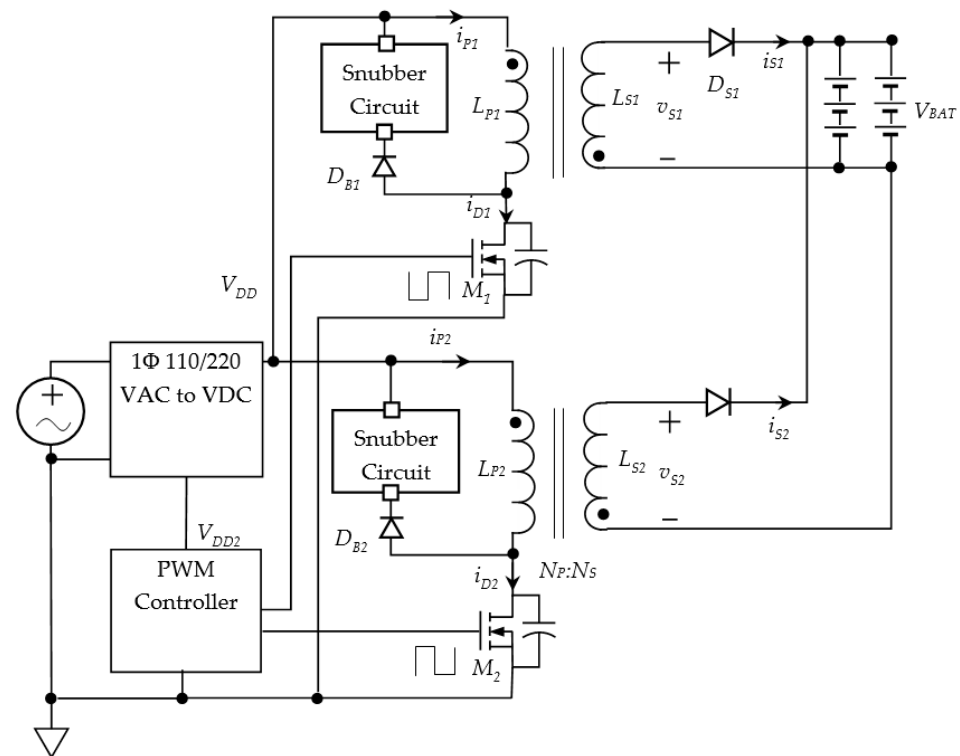 i_P1
Snubber
Circuit
L_P1
L_S1
v_S1
D_S1
i_S1
V_BAT
D_B1
i_D1
M_1
V_DD
1Φ 110/220
VAC to VDC
i_P2
Snubber
Circuit
L_P2
L_S2
v_S2
i_S2
D_B2
V_DD2
PWM
Controller
i_D2
N_P:N_S
M_2